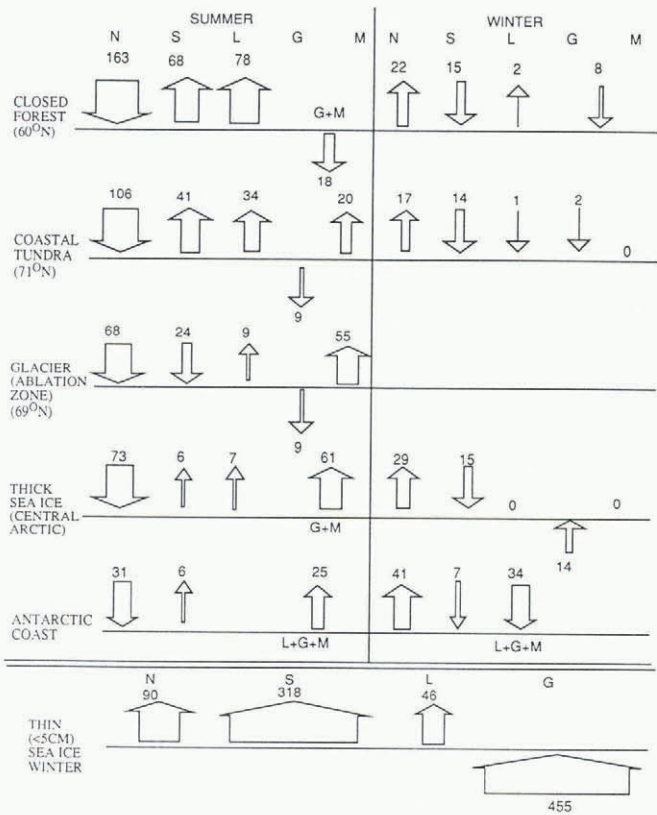 SUMMER WINTER
N S L G M N S L G M
163 68 78 22 15 2 8
CLOSED
FOREST
(60⁰N)
G+M
18
106 41 34 20 17 14 1 2
COASTAL
TUNDRA
(71⁰N)
0
9
68 24 9 55
GLACIER
(ABLATION
ZONE)
(69⁰N)
9
73 6 7 61 29 15
THICK
SEA ICE
(CENTRAL
ARCTIC)
0 0
G+M
14
31 6 25 41 7 34
ANTARCTIC
COAST
L+G+M L+G+M
N S L G
90 318 46
THIN
(<5CM)
SEA ICE
WINTER
455